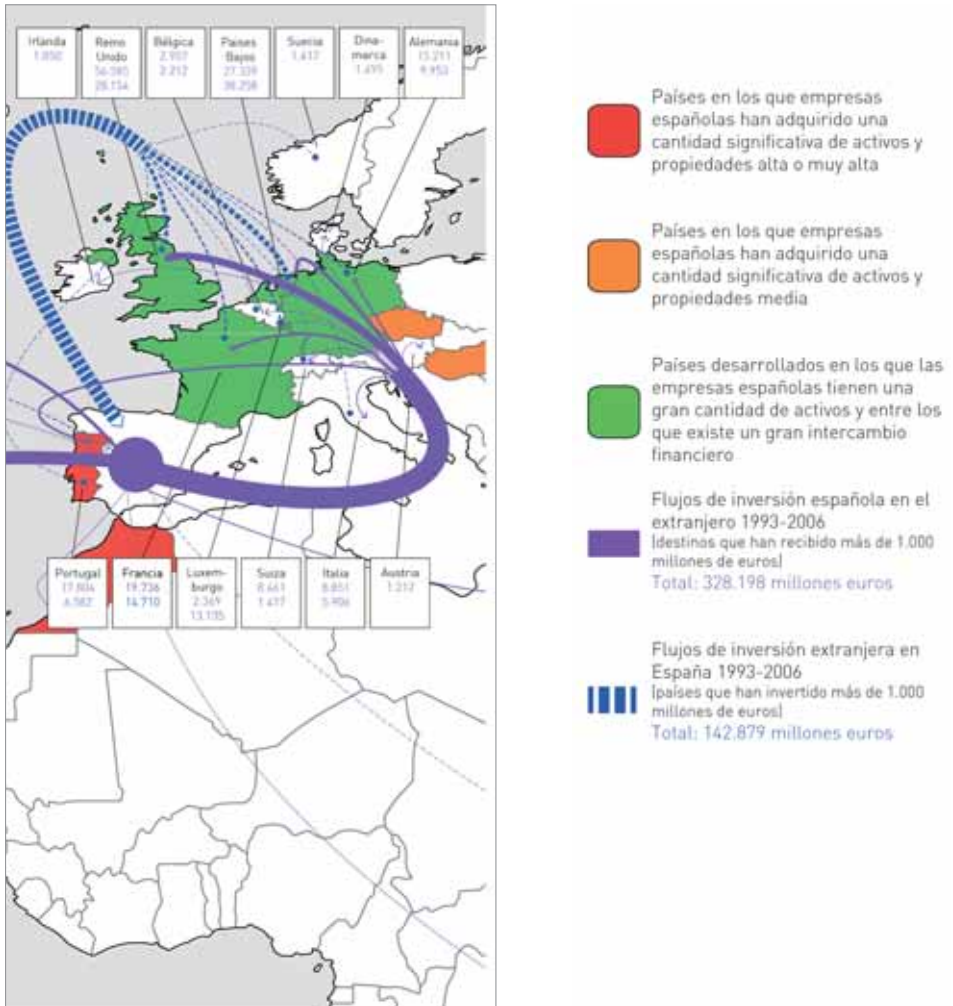 Irlanda
1.850
Reino
Unido
56.585
28.154
Bélgica
2.907
2.212
Países
Bajos
27.339
38.258
Suecia
1.417
Dina-
marca
1.495
Alemania
15.211
9.953
Portugal
17.804
6.582
Francia
19.736
14.710
Luxem-
burgo
2.369
13.135
Suiza
8.461
1.417
Italia
8.851
5.906
Austria
1.212
Países en los que empresas
españolas han adquirido una
cantidad significativa de activos y
propiedades alta o muy alta
Países en los que empresas
españolas han adquirido una
cantidad significativa de activos y
propiedades media
Países desarrollados en los que las
empresas españolas tienen una
gran cantidad de activos y entre los
que existe un gran intercambio
financiero
Flujos de inversión española en el
extranjero 1993-2006
(destinos que han recibido más de 1.000
millones de euros)
Total: 328.198 millones euros
Flujos de inversión extranjera en
España 1993-2006
(países que han invertido más de 1.000
millones de euros)
Total: 142.879 millones euros